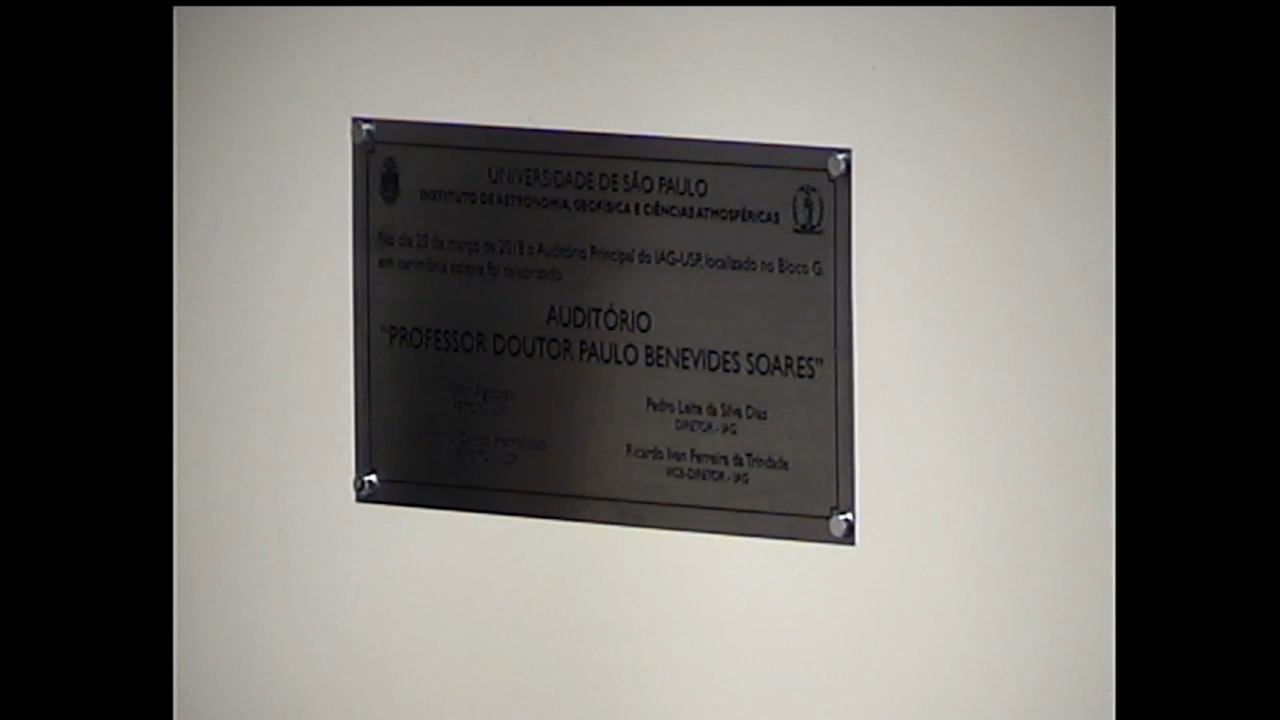 UNIVERSIDADE DE SÃO PAULO
INSTITUTO DE ASTRONOMIA, GEOFÍSICA E CIÊNCIAS ATMOSFÉRICAS
No dia 20 de março de 2018 o Auditório Principal do IAG-USP, localizado no Bloco G,
em cerimônia solene foi
AUDITÓRIO
"PROFESSOR DOUTOR PAULO BENEVIDES SOARES"
Pedro Leite da Silva Dias
DIRETOR - IAG
Ricardo Ivan Ferreira da Trindade
VICE-DIRETOR - IAG